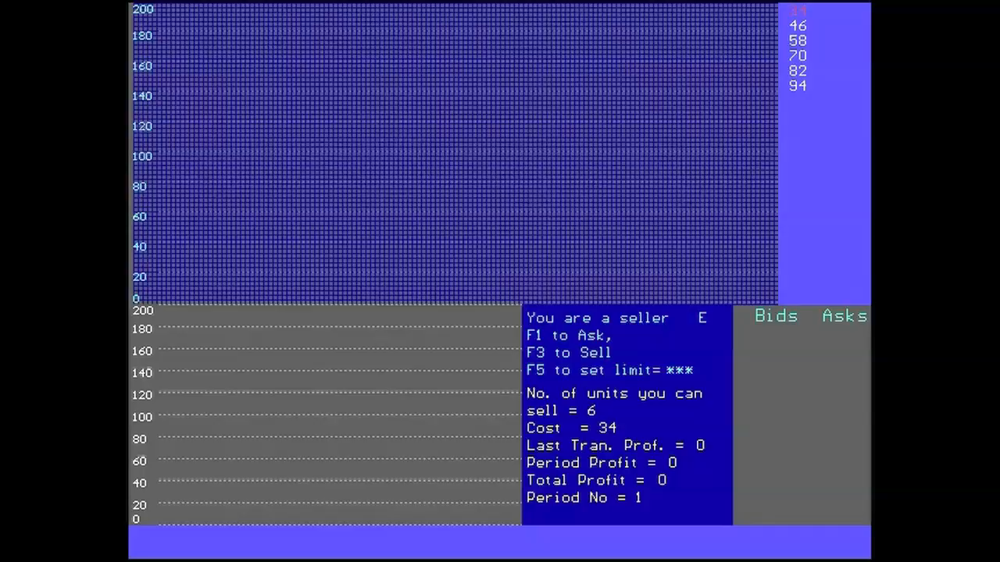 200
180
160
140
120
100
80
60
40
20
0
34
46
58
70
82
94
200
180
160
140
120
100
80
60
40
20
0
You are a seller E
F1 to Ask,
F3 to Sell
F5 to set limit= ***
No. of units you can
sell = 6
Cost = 34
Last Tran. Prof. = 0
Period Profit = 0
Total Profit = 0
Period No = 1
Bids Asks